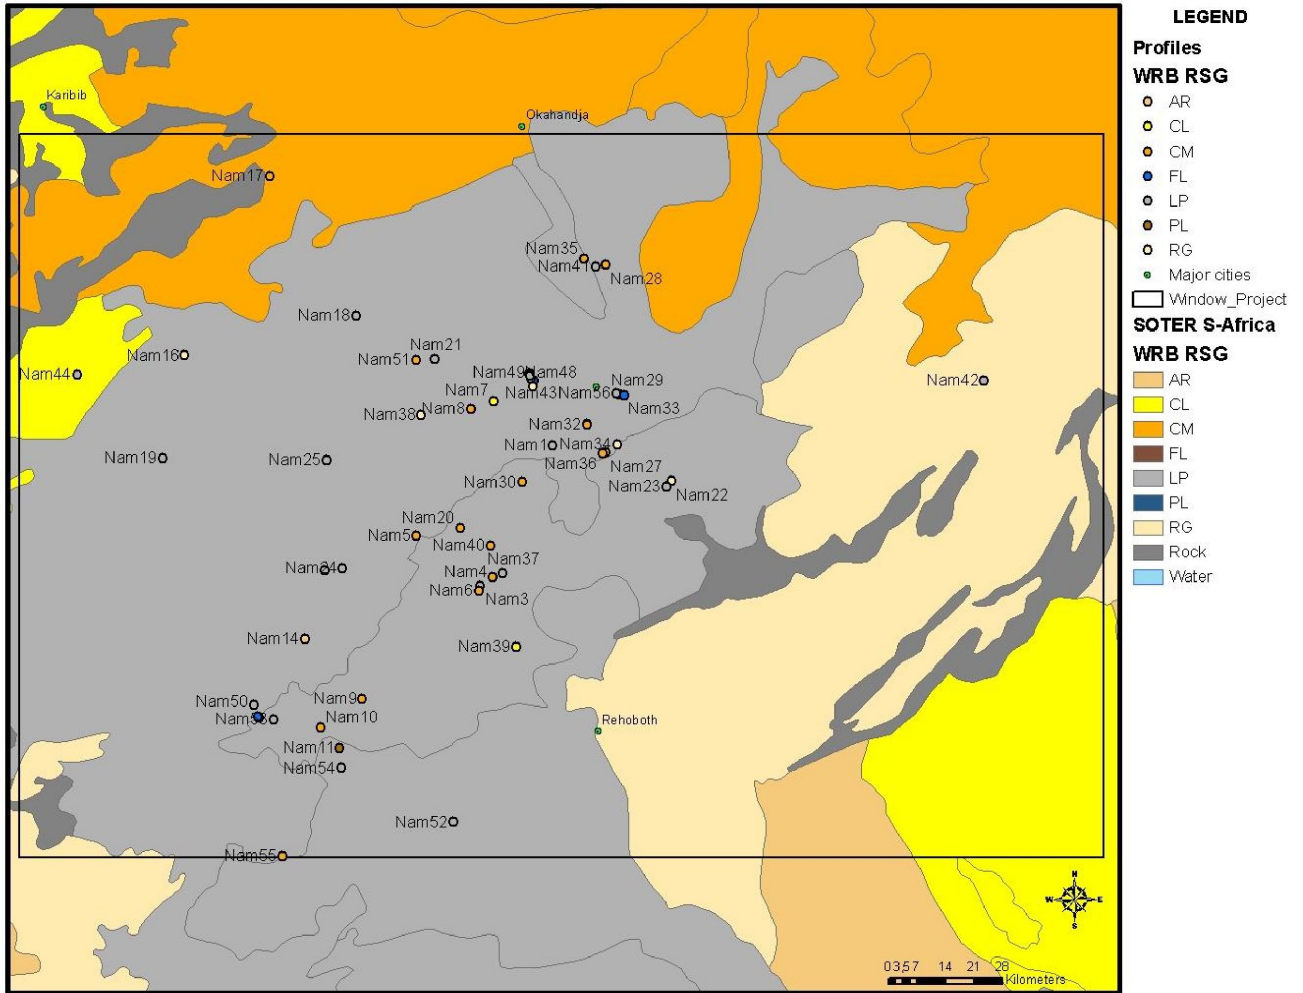 LEGEND
Profiles
WRB RSG
AR
CL
CM
FL
LP
PL
RG
Major cities
Window_Project
SOTER S-Africa
WRB RSG
AR
CL
CM
FL
LP
PL
RG
Rock
Water
Karibib
Okahandja
Nam17
Nam35
Nam41
Nam28
Nam18
Nam16
Nam44
Nam51
Nam21
Nam49
Nam48
Nam43
Nam56
Nam29
Nam33
Nam42
Nam7
Nam8
Nam38
Nam32
Nam1
Nam34
Nam36
Nam27
Nam19
Nam25
Nam30
Nam23
Nam22
Nam20
Nam5
Nam40
Nam37
Nam4
Nam6
Nam3
Nam14
Nam39
Nam50
Nam9
Nam10
Rehoboth
Nam11
Nam54
Nam52
Nam55
N
W
E
S
0 3,5 7 14 21 28
Kilometers